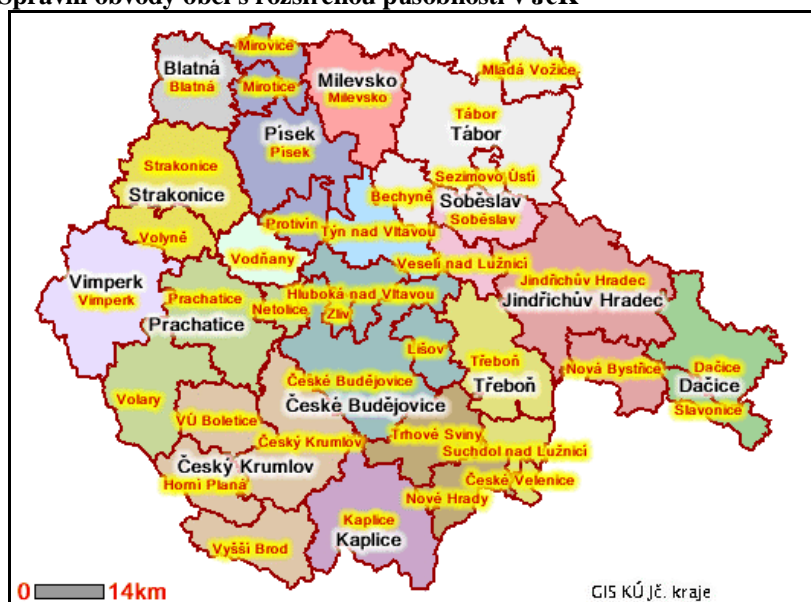 Správní obvody obcí s rozšířenou působností v JčK
Mirovice
Blatná
Blatná
Mirotice
Milevsko
Milevsko
Mladá Vožice
Tábor
Tábor
Písek
Písek
Strakonice
Strakonice
Sezimovo Ústí
Bechyně
Soběslav
Soběslav
Volyně
Protivín
Týn nad Vltavou
Vodňany
Veselí nad Lužnicí
Vimperk
Vimperk
Jindřichův Hradec
Jindřichův Hradec
Prachatice
Prachatice
Netolice
Hluboká nad Vltavou
Zliv
Lišov
Třeboň
Třeboň
Nová Bystřice
Dačice
Dačice
Slavonice
České Budějovice
České Budějovice
Volary
VÚ Boletice
Český Krumlov
Český Krumlov
Trhové Sviny
Suchdol nad Lužnicí
Horní Planá
České Velenice
Nové Hrady
Kaplice
Kaplice
Vyšší Brod
0 14km
GIS KÚ Jč. kraje